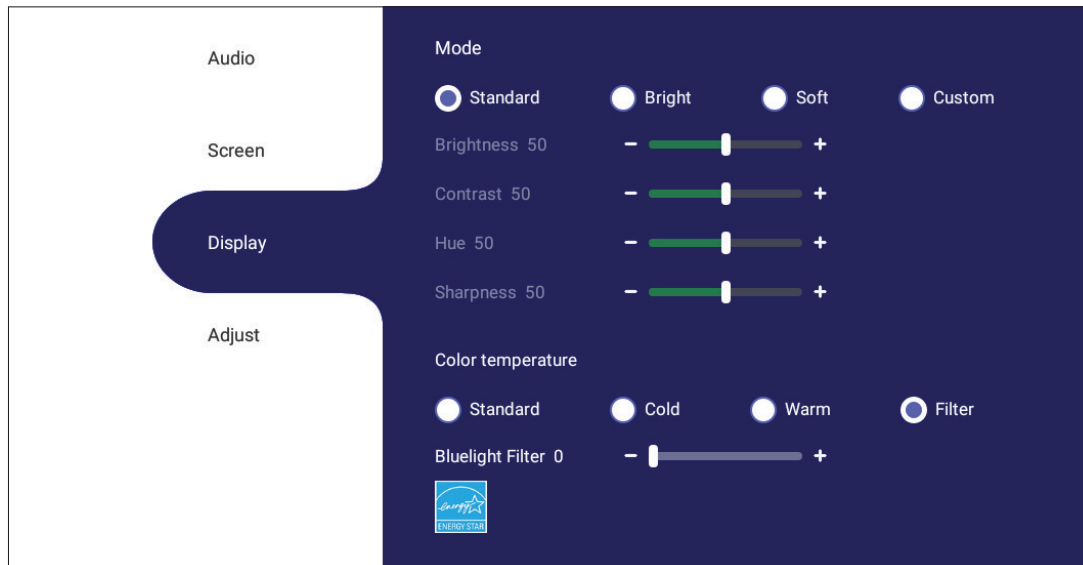 Audio
Screen
Display
Adjust
Mode
Standard Bright Soft Custom
Brightness 50 - +
Contrast 50 - +
Hue 50 - +
Sharpness 50 - +
Color temperature
Standard Cold Warm Filter
Bluelight Filter 0 - +
energy
ENERGY STAR